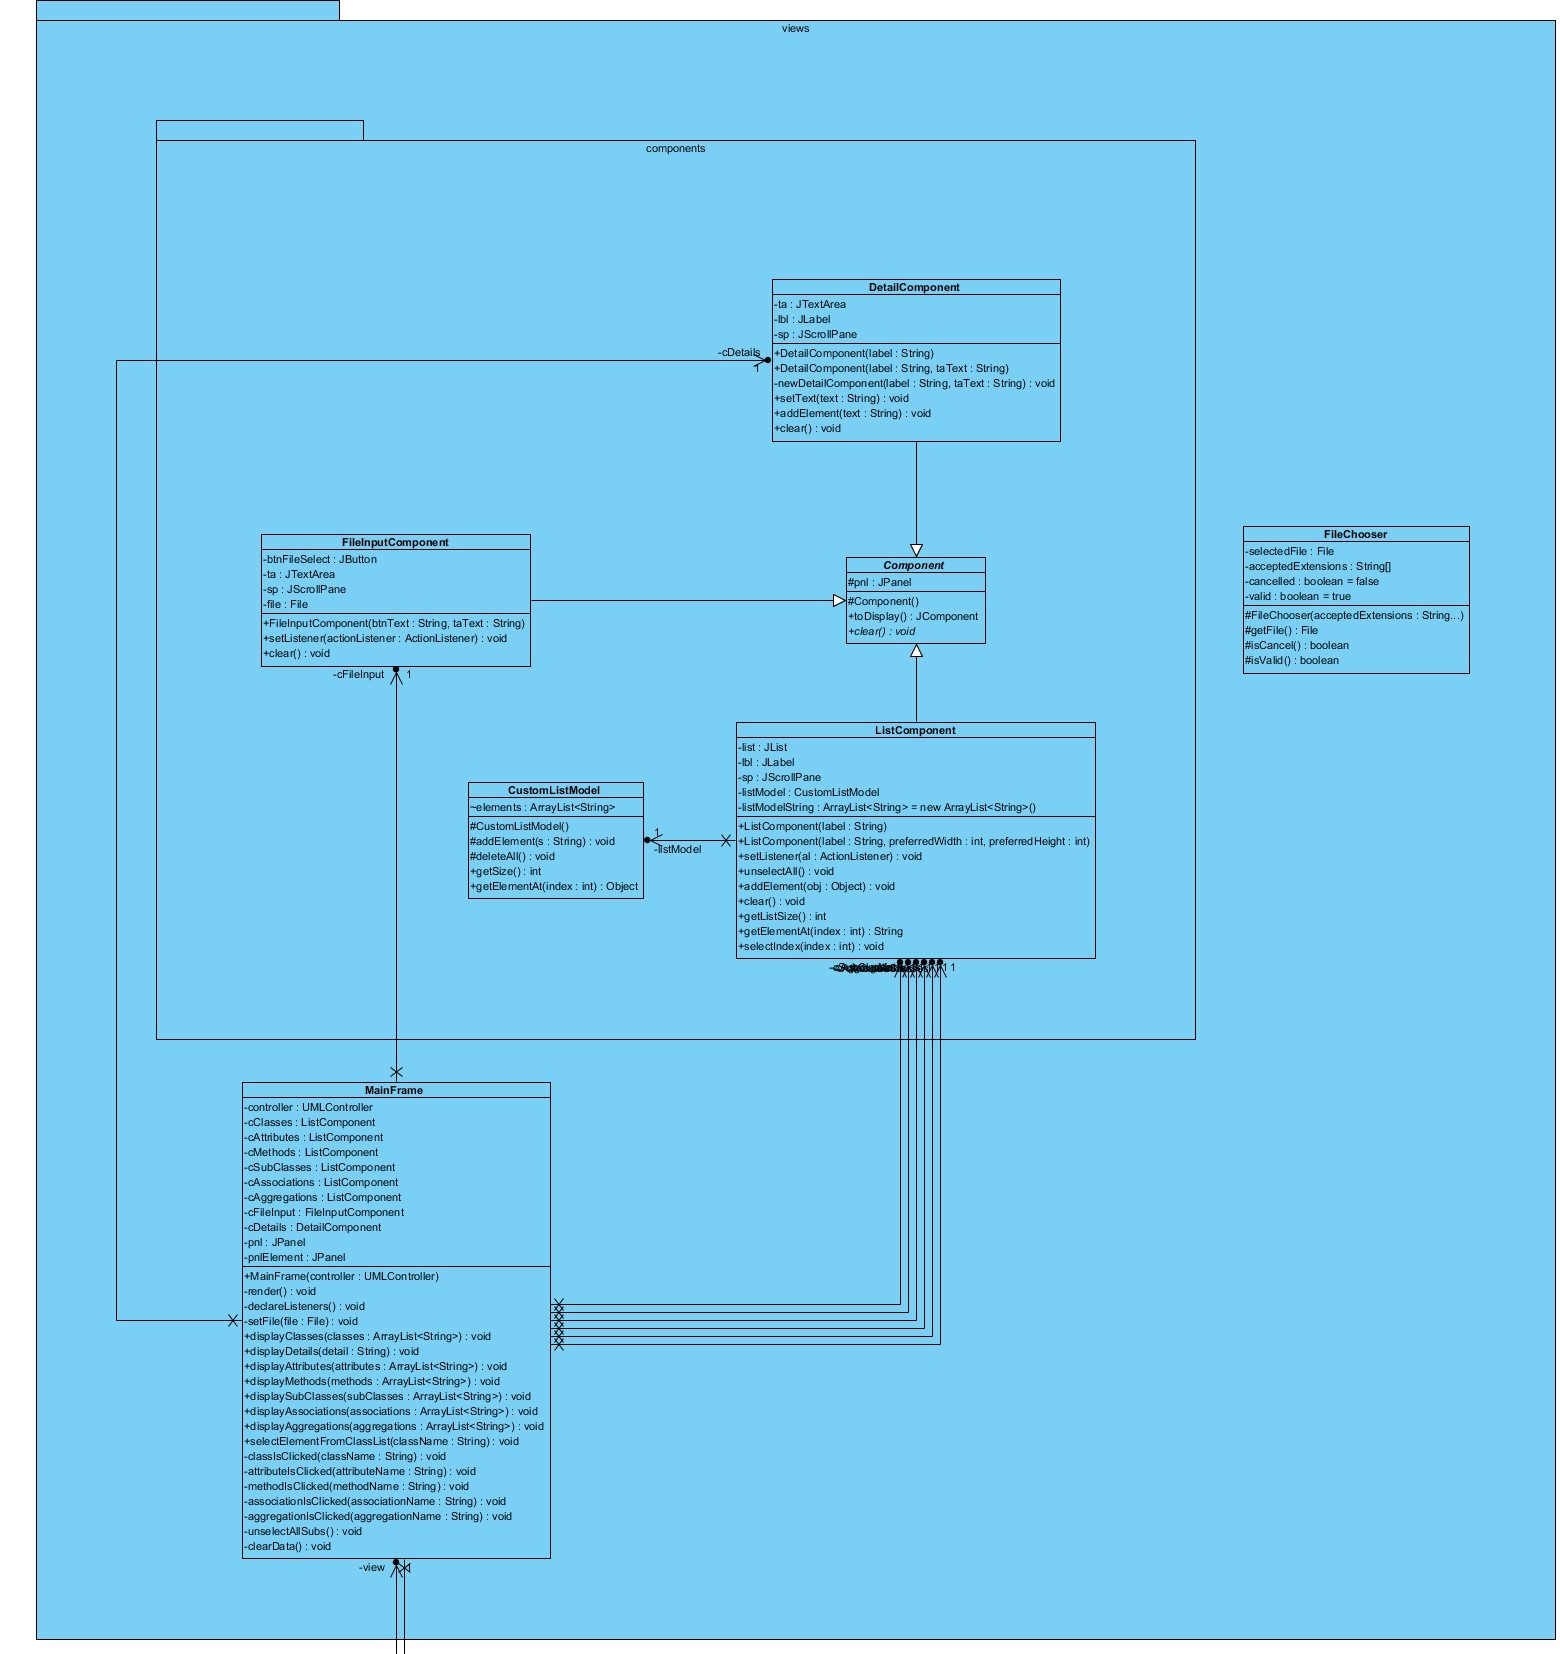 views
components
DetailComponent
-ta : JTextArea
-lbl : JLabel
-sp : JScrollPane
+DetailComponent(label : String)
+DetailComponent(label : String, taText : String)
-newDetailComponent(label : String, taText : String) : void
+setText(text : String) : void
+addElement(text : String) : void
+clear() : void
-cDetails
1
FileInputComponent
-btnFileSelect : JButton
-ta : JTextArea
-sp : JScrollPane
-file : File
+FileInputComponent(btnText : String, taText : String)
+setListener(actionListener : ActionListener) : void
+clear() : void
-cFileInput
1
Component
#pnl : JPanel
#Component()
+toDisplay() : JComponent
+clear() : void
FileChooser
-selectedFile : File
-acceptedExtensions : String[]
-cancelled : boolean = false
-valid : boolean = true
#FileChooser(acceptedExtensions : String...)
#getFile() : File
#isCancel() : boolean
#isValid() : boolean
CustomListModel
~elements : ArrayList<String>
#CustomListModel()
#addElement(s : String) : void
#deleteAll() : void
+getSize() : int
+getElementAt(index : int) : Object
1
-listModel
ListComponent
-list : JList
-lbl : JLabel
-sp : JScrollPane
-listModel : CustomListModel
-listModelString : ArrayList<String> = new ArrayList<String>()
+ListComponent(label : String)
+ListComponent(label : String, preferredWidth : int, preferredHeight : int)
+setListener(al : ActionListener) : void
+unselectAll() : void
+addElement(obj : Object) : void
+clear() : void
+getListSize() : int
+getElementAt(index : int) : String
+selectIndex(index : int) : void
1 1
MainFrame
-controller : UMLController
-cClasses : ListComponent
-cAttributes : ListComponent
-cMethods : ListComponent
-cSubClasses : ListComponent
-cAssociations : ListComponent
-cAggregations : ListComponent
-cFileInput : FileInputComponent
-cDetails : DetailComponent
-pnl : JPanel
-pnlElement : JPanel
+MainFrame(controller : UMLController)
-render() : void
-declareListeners() : void
-setFile(file : File) : void
+displayClasses(classes : ArrayList<String>) : void
+displayDetails(detail : String) : void
+displayAttributes(attributes : ArrayList<String>) : void
+displayMethods(methods : ArrayList<String>) : void
+displaySubClasses(subClasses : ArrayList<String>) : void
+displayAssociations(associations : ArrayList<String>) : void
+displayAggregations(aggregations : ArrayList<String>) : void
+selectElementFromClassList(className : String) : void
-classIsClicked(className : String) : void
-attributeIsClicked(attributeName : String) : void
-methodIsClicked(methodName : String) : void
-associationIsClicked(associationName : String) : void
-aggregationIsClicked(aggregationName : String) : void
-unselectAllSubs() : void
-clearData() : void
-view